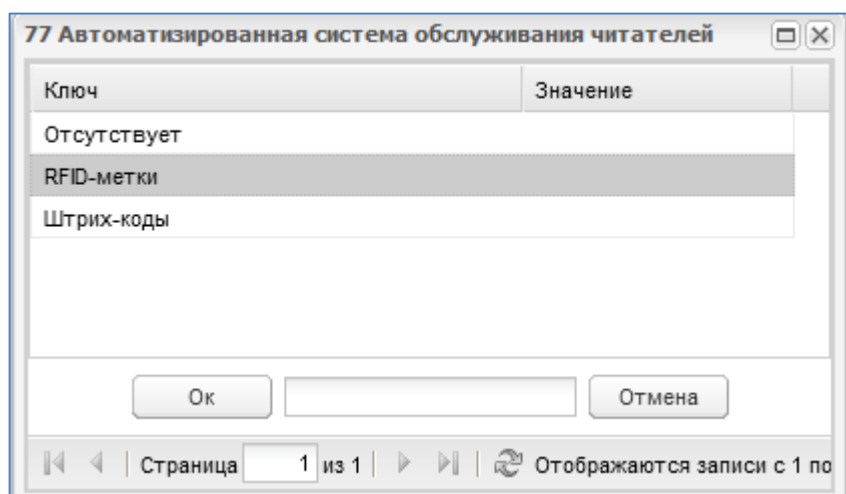 77 Автоматизированная система обслуживания читателей
Ключ Значение
Отсутствует
RFID-метки
Штрих-коды
Ок Отмена
Страница 1 из 1 Отображаются записи с 1 по